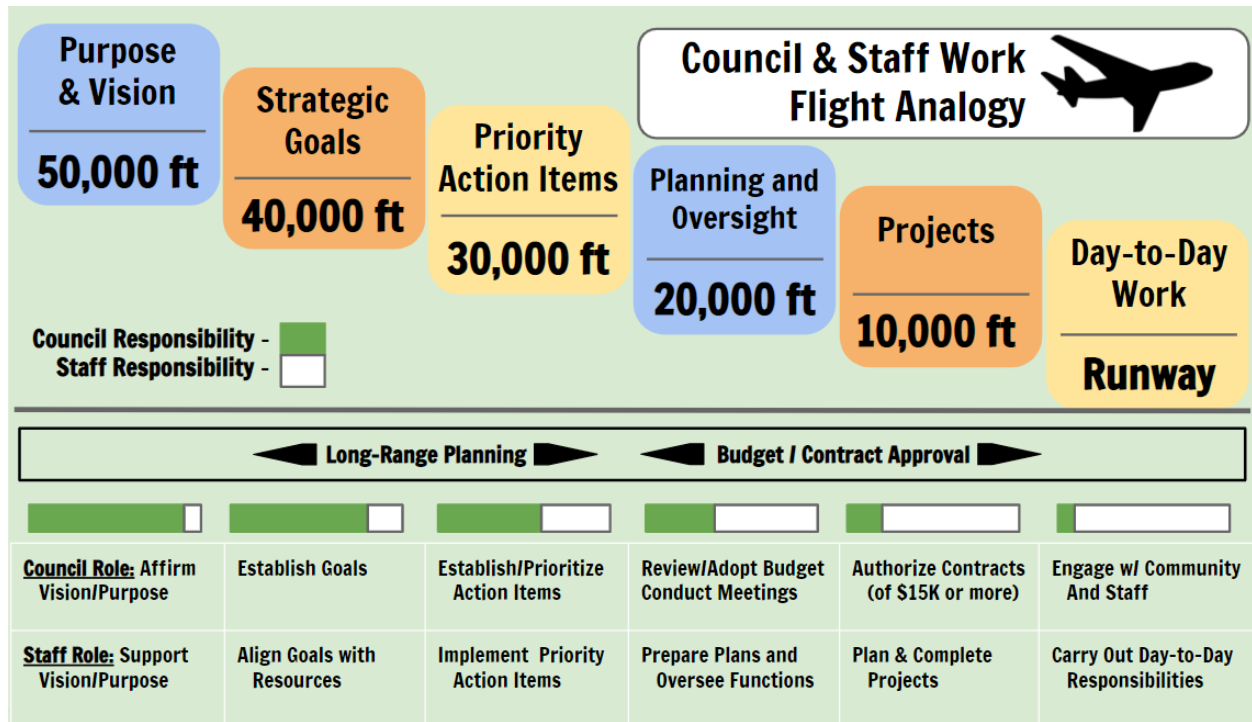 Purpose
& Vision
50,000 ft
Strategic
Goals
40,000 ft
Priority
Action Items
30,000 ft
Council & Staff Work
Flight Analogy
Planning and
Oversight
20,000 ft
Projects
10,000 ft
Day-to-Day
Work
Runway
Council Responsibility -
Staff Responsibility -
Long-Range Planning
Budget / Contract Approval
Council Role: Affirm
Vision/Purpose
Establish Goals
Establish/Prioritize
Action Items
Review/Adopt Budget
Conduct Meetings
Authorize Contracts
(of $15K or more)
Engage w/ Community
And Staff
Staff Role: Support
Vision/Purpose
Align Goals with
Resources
Implement Priority
Action Items
Prepare Plans and
Oversee Functions
Plan & Complete
Projects
Carry Out Day-to-Day
Responsibilities